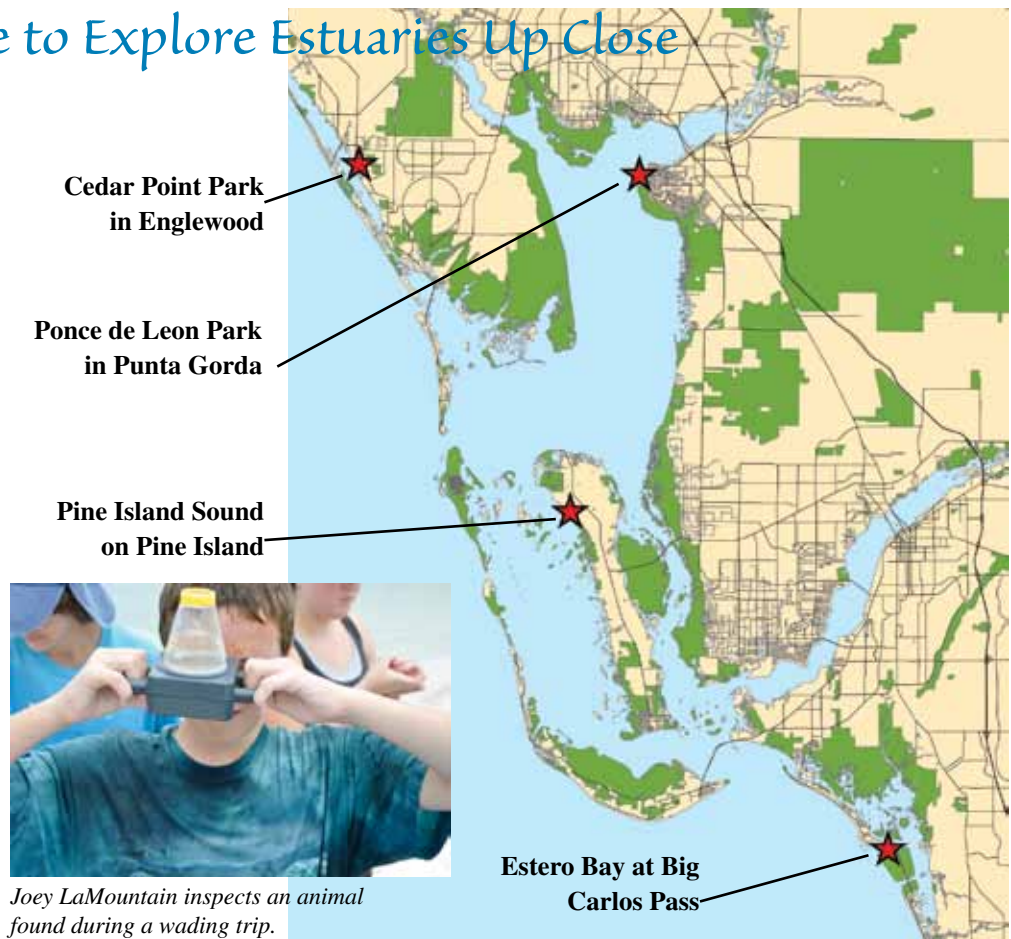 e to Explore Estuaries Up Close
Cedar Point Park
in Englewood
Ponce de Leon Park
in Punta Gorda
Pine Island Sound
on Pine Island
Estero Bay at Big
Carlos Pass
Joey LaMountain inspects an animal
found during a wading trip.